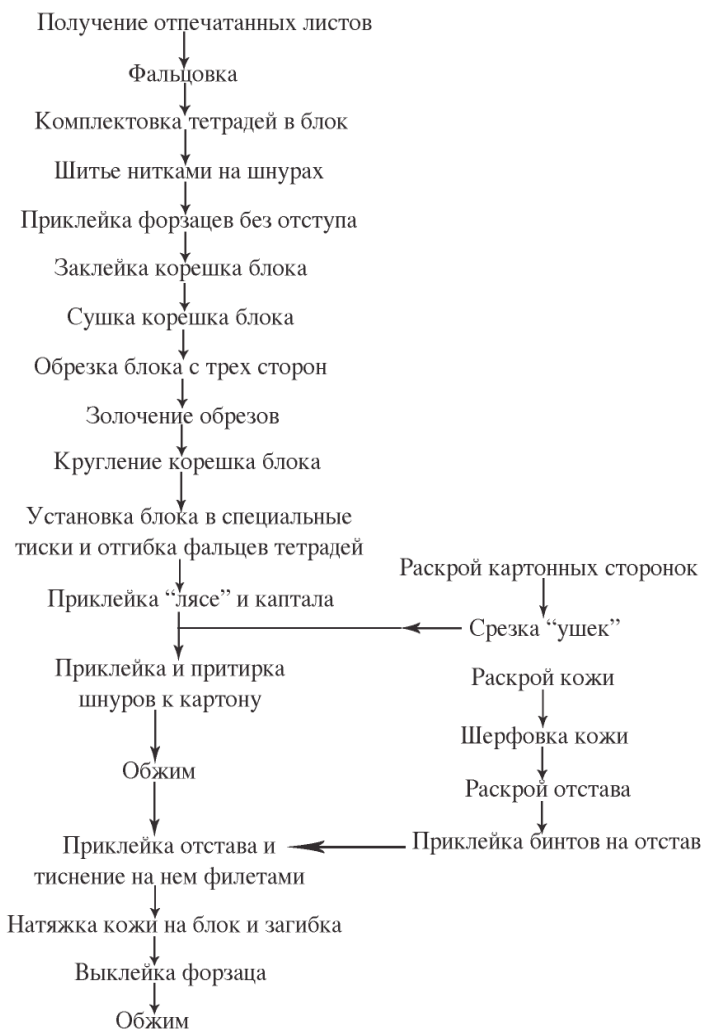 Получение отпечатанных листов
Фальцовка
Комплектовка тетрадей в блок
Шитье нитками на шнурах
Приклейка форзацев без отступа
Заклейка корешка блока
Сушка корешка блока
Обрезка блока с трех сторон
Золочение обрезов
Кругление корешка блока
Установка блока в специальные
тиски и отгибка фальцев тетрадей
Приклейка “лясе” и каптала
Раскрой картонных сторонок
Срезка “ушек”
Приклейка и притирка
шнуров к картону
Обжим
Раскрой кожи
Шерфовка кожи
Раскрой отстава
Приклейка бинтов на отстав
Приклейка отстава и
тиснение на нем филетами
Натяжка кожи на блок и загибка
Выклейка форзаца
Обжим